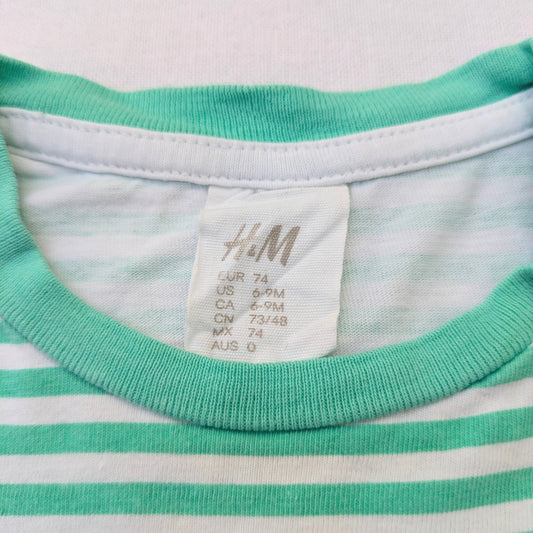 H&M
EUR 74
US 6-9M
CA 6-9M
CN 73/48
MX 74
AUS 0